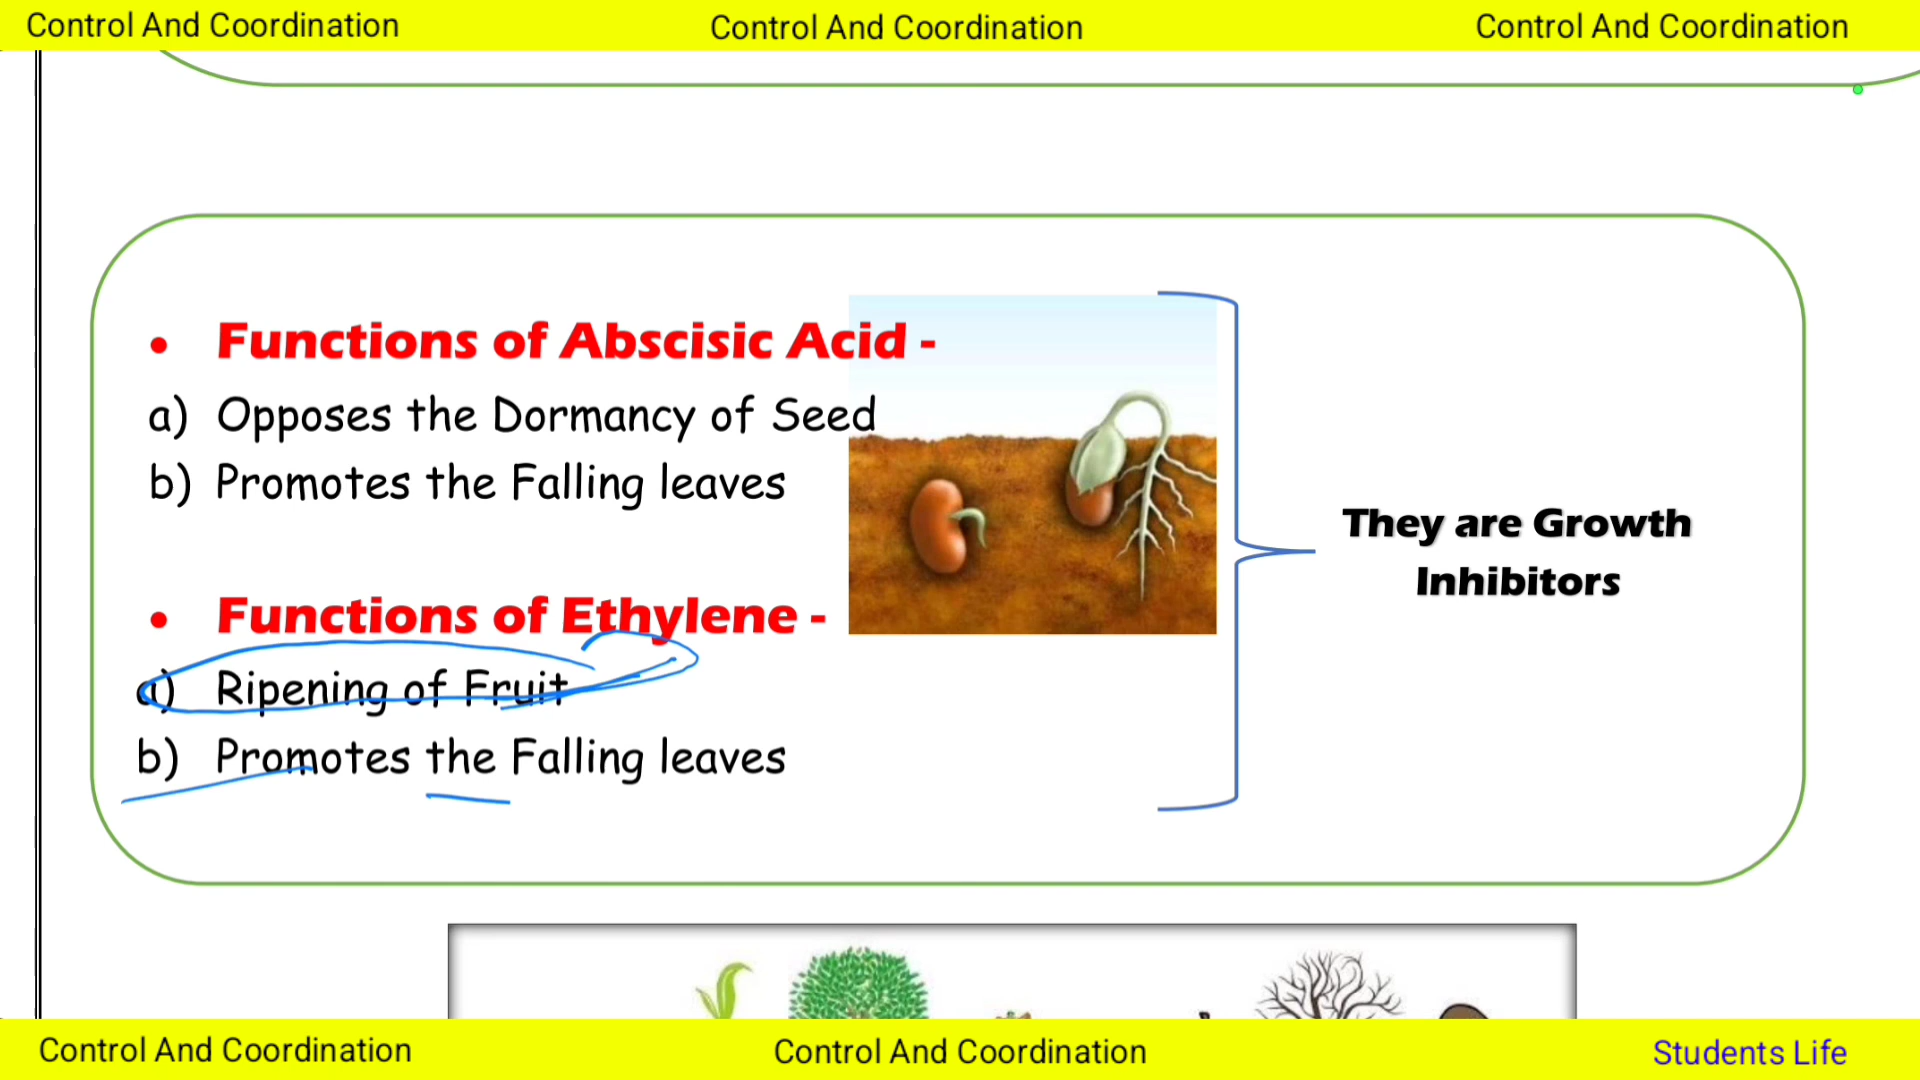 Control And Coordination Control And Coordination Control And Coordination
• Functions of Abscisic Acid -
a) Opposes the Dormancy of Seed
b) Promotes the Falling leaves
They are Growth
Inhibitors
• Functions of Ethylene -
a) Ripening of Fruit
b) Promotes the Falling leaves
Control And Coordination Control And Coordination Students Life